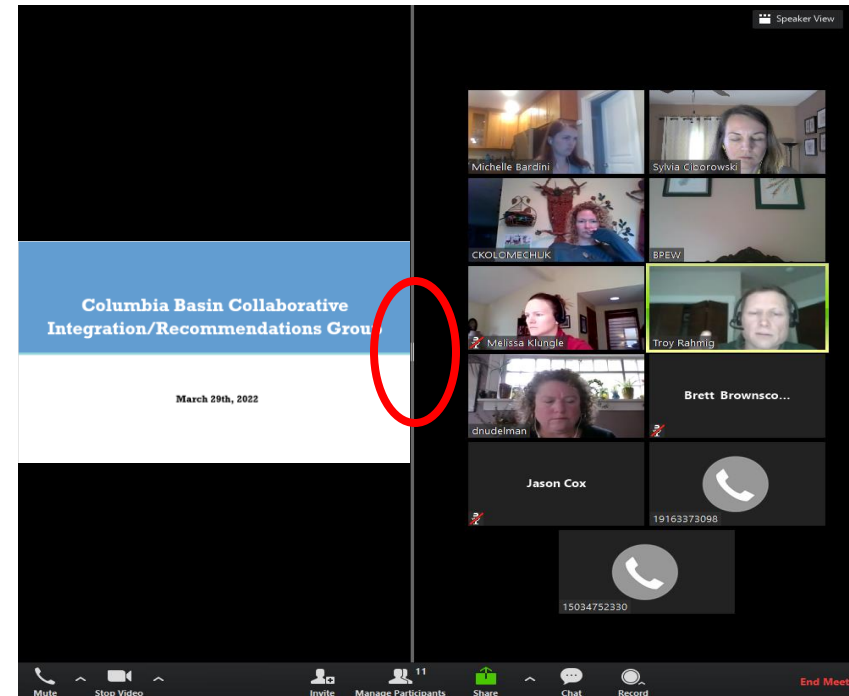 Speaker View
Columbia Basin Collaborative
Integration/Recommendations Group
March 29th, 2022
Michelle Bardini
Sylvia Ciborowski
CKOLOMECHUK
BPEW
Melissa Klungle
Troy Rahmig
dnudelman
Brett Brownsco...
Jason Cox
19163373098
15034752330
11
Mute
Stop Video
Invite
Manage Participants
Share
Chat
Record
End Meet